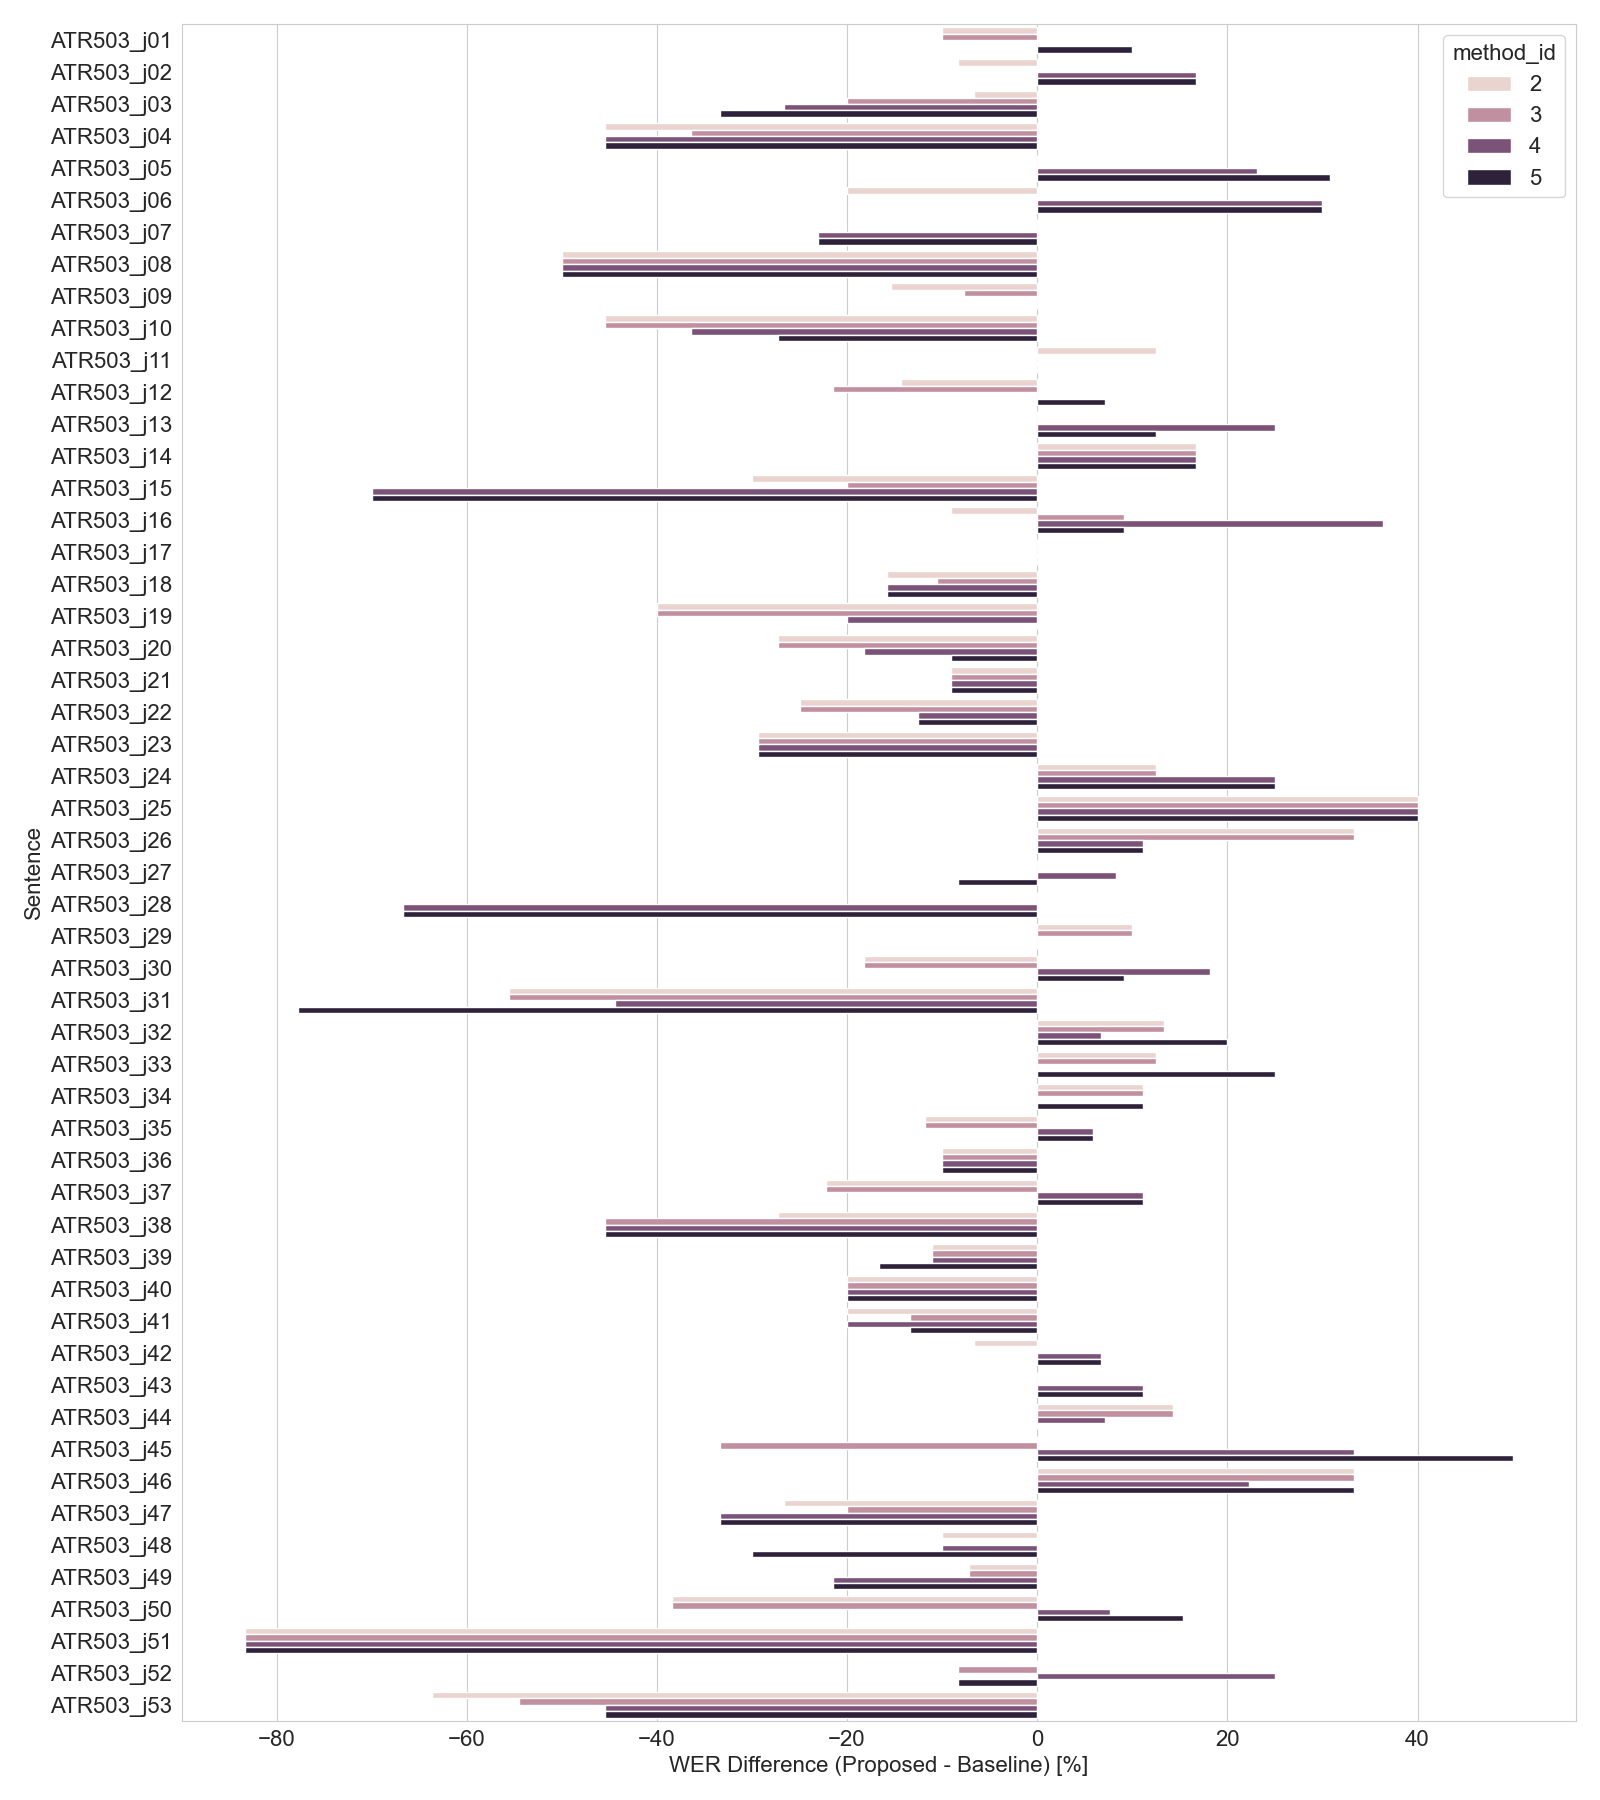 ATR503_j01
ATR503_j02
ATR503_j03
ATR503_j04
ATR503_j05
ATR503_j06
ATR503_j07
ATR503_j08
ATR503_j09
ATR503_j10
ATR503_j11
ATR503_j12
ATR503_j13
ATR503_j14
ATR503_j15
ATR503_j16
ATR503_j17
ATR503_j18
ATR503_j19
ATR503_j20
ATR503_j21
ATR503_j22
ATR503_j23
ATR503_j24
ATR503_j25
ATR503_j26
ATR503_j27
ATR503_j28
ATR503_j29
ATR503_j30
ATR503_j31
ATR503_j32
ATR503_j33
ATR503_j34
ATR503_j35
ATR503_j36
ATR503_j37
ATR503_j38
ATR503_j39
ATR503_j40
ATR503_j41
ATR503_j42
ATR503_j43
ATR503_j44
ATR503_j45
ATR503_j46
ATR503_j47
ATR503_j48
ATR503_j49
ATR503_j50
ATR503_j51
ATR503_j52
ATR503_j53
Sentence
method_id
2
3
4
5
−80 −60 −40 −20 0 20 40
WER Difference (Proposed - Baseline) [%]